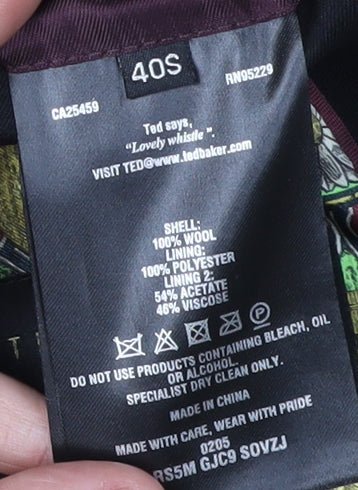 40S
CA25459 RN95229
Ted says,
"Lovely whistle".
VISIT TED@www.tedbaker.com
SHELL:
100% WOOL
LINING:
100% POLYESTER
LINING 2:
54% ACETATE
46% VISCOSE
P
DO NOT USE PRODUCTS CONTAINING BLEACH, OIL
OR ALCOHOL.
SPECIALIST DRY CLEAN ONLY.
MADE IN CHINA
MADE WITH CARE, WEAR WITH PRIDE
0205
RS5M GJC9 SOVZJ